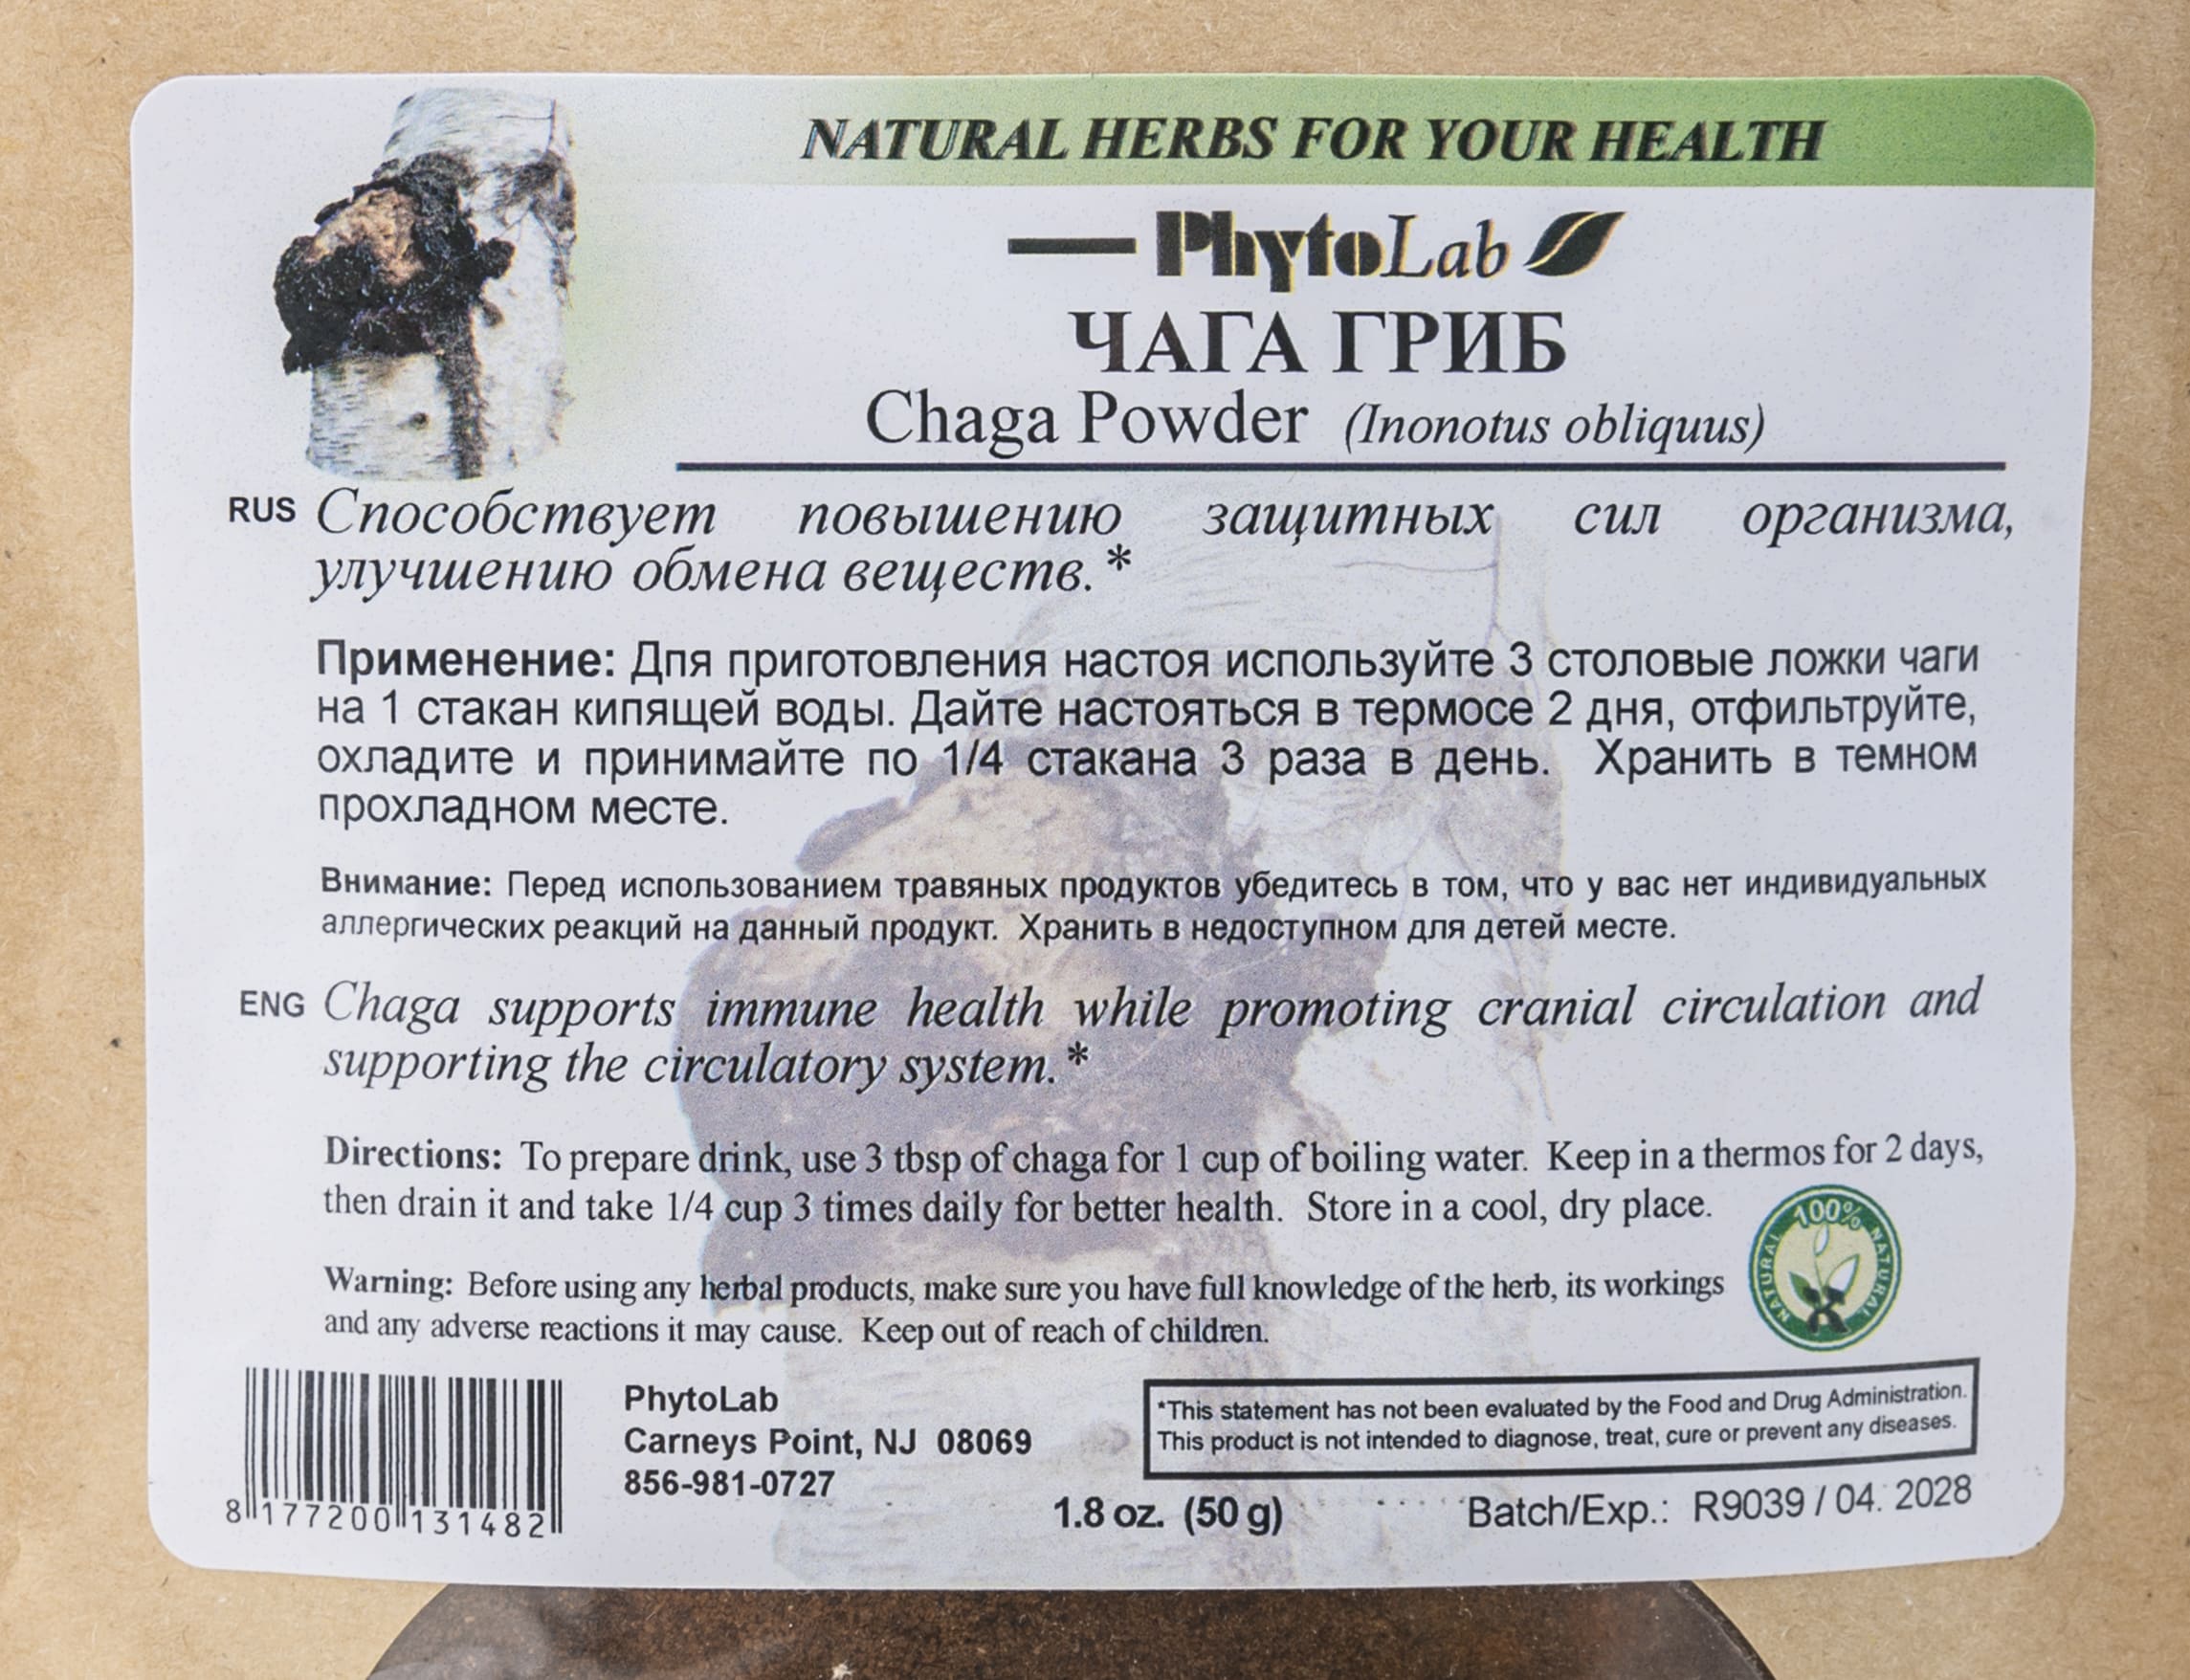 NATURAL HERBS FOR YOUR HEALTH
PhytoLab
ЧАГА ГРИБ
Chaga Powder (Inonotus obliquus)
RUS Способствует повышению защитных сил организма,
улучшению обмена веществ.*
Применение: Дпя приготовления настоя используйте 3 столовые ложки чаги
на 1 стакан кипящей воды. Дайте настояться в термосе 2 дня, отфильтруйте,
охладите и принимайте по 1/4 стакана 3 раза в день. Хранить в темном
прохладном месте.
Внимание: Перед использованием травяных продуктов убедитесь в том, что у вас нет индивидуальных
аллергических реакций на данный продукт. Хранить в недоступном для детей месте.
ENG Chaga supports immune health while promoting cranial circulation and
supporting the circulatory system.*
Directions: To prepare drink, use 3 tbsp of chaga for 1 cup of boiling water. Keep in a thermos for 2 days,
then drain it and take 1/4 cup 3 times daily for better health. Store in a cool, dry place.
100% NATURAL NATURAL
Warning: Before using any herbal products, make sure you have full knowledge of the herb, its workings
and any adverse reactions it may cause. Keep out of reach of children.
PhytoLab
Carneys Point, NJ 08069
856-981-0727
*This statement has not been evaluated by the Food and Drug Administration.
This product is not intended to diagnose, treat, cure or prevent any diseases.
8 177200 131482
1.8 oz. (50 g)
Batch/Exp.: R9039 / 04. 2028